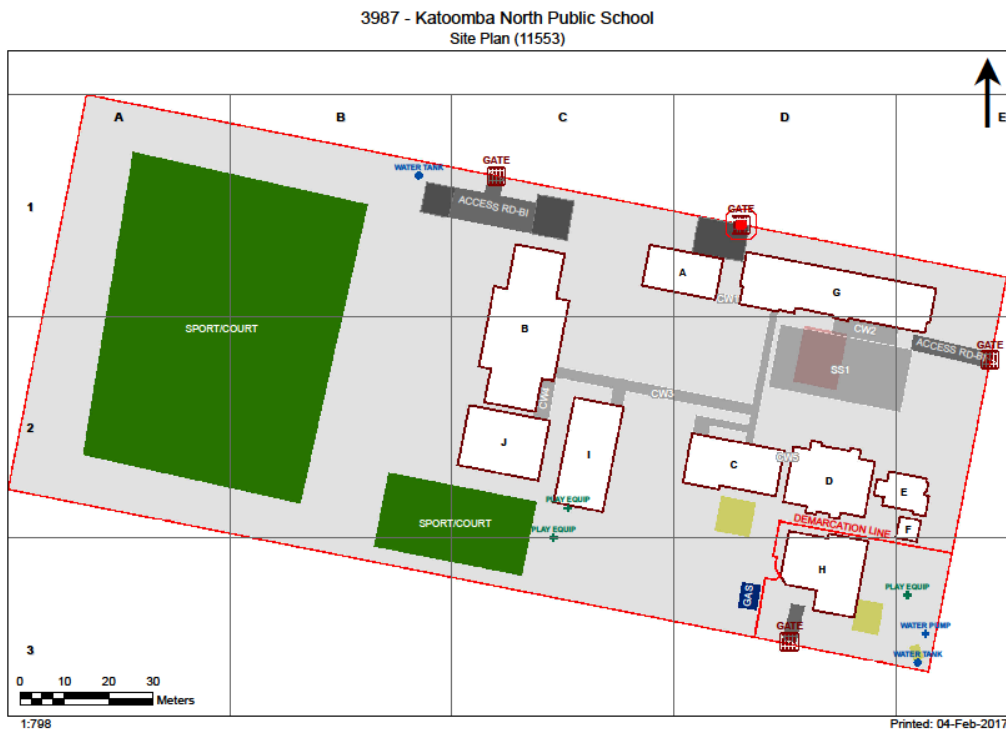 3987 - Katoomba North Public School
Site Plan (11553)
A
B
C
D
E
GATE
WATER TANK
1
ACCESS RD-BI
GATE
A
CW1
G
B
SPORT/COURT
CW2
ACCESS RD-BI
GATE
SS1
CW3
CW4
2
J
I
C
CW5
D
E
PLAY EQUIP
SPORT/COURT
DEMARCATION LINE
F
PLAY EQUIP
H
GAS
PLAY EQUIP
GATE
WATER PUMP
3
WATER TANK
0 10 20 30
Meters
1:798
Printed: 04-Feb-2017